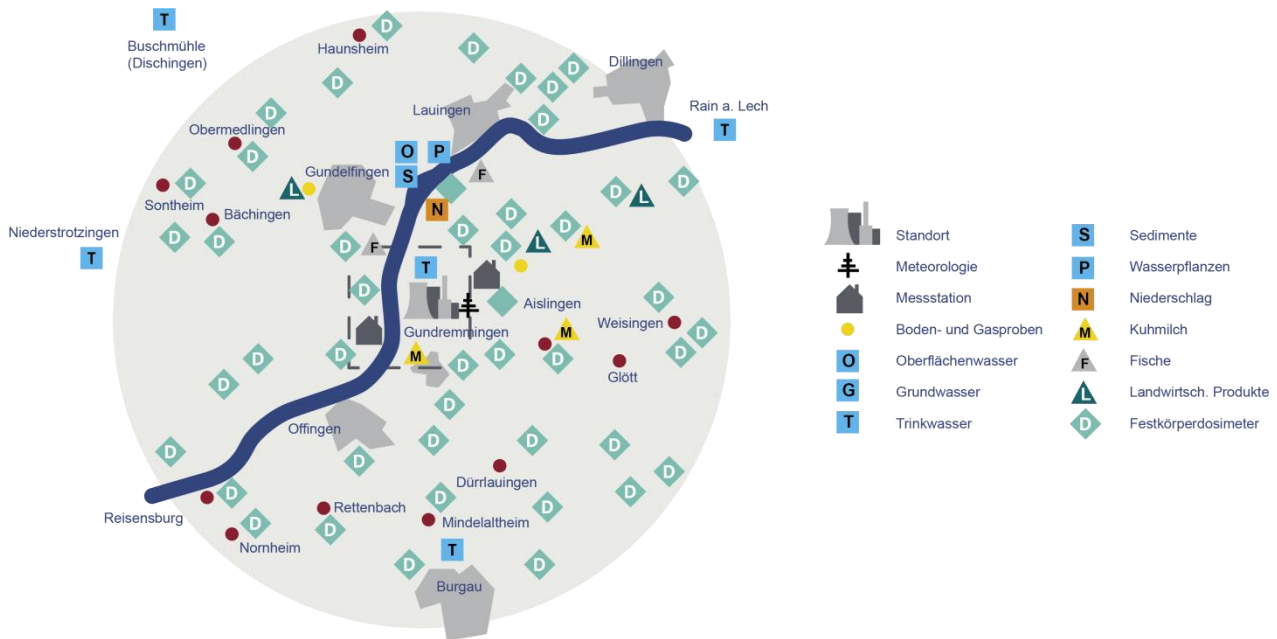 T
Buschmühle
(Dischingen)
D
Haunsheim
D
D
D
D
D
Dillingen
Rain a. Lech
T
D
Lauingen
D
Obermedlingen
D
O
P
S
F
Gundelfingen
L
D
Sontheim
Bächingen
D
D
Niederstrotzingen
T
N
D
D
D
D
L
D
D
L
M
D
F
T
D
Gundremmingen
M
D
D
D
Aislingen
M
D
D
Weisingen
D
D
Glött
D
D
D
Offingen
D
D
D
D
D
D
D
D
Dürrlauingen
D
D
Reisensburg
D
Nornheim
Rettenbach
D
D
Mindelaltheim
T
D
D
Burgau
Standort
Meteorologie
Messstation
Boden- und Gasproben
O Oberflächenwasser
G Grundwasser
T Trinkwasser
S Sedimente
P Wasserpflanzen
N Niederschlag
M Kuhmilch
F Fische
L Landwirtsch. Produkte
D Festkörperdosimeter